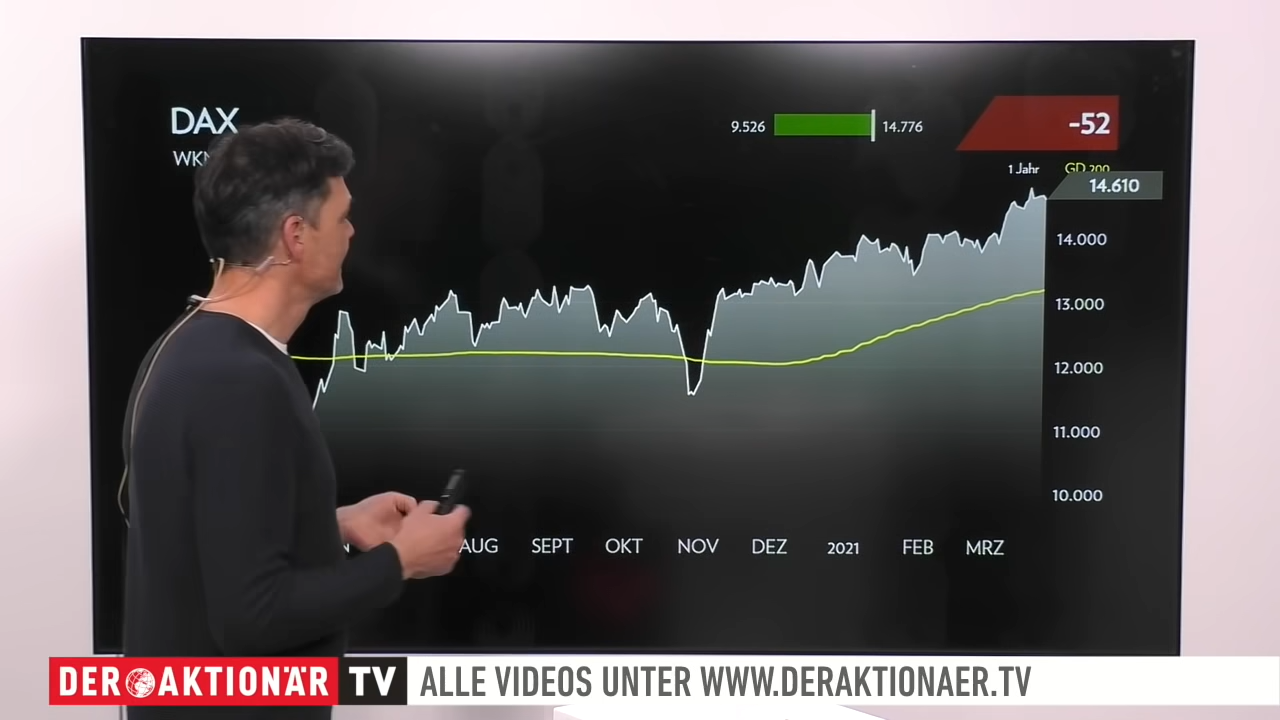 DAX
WKN
9.526
14.776
-52
1 Jahr
GD 200
14.610
14.000
13.000
12.000
11.000
10.000
AUG SEPT OKT NOV DEZ 2021 FEB MRZ
DER AKTIONÄR TV ALLE VIDEOS UNTER WWW.DERAKTIONAER.TV